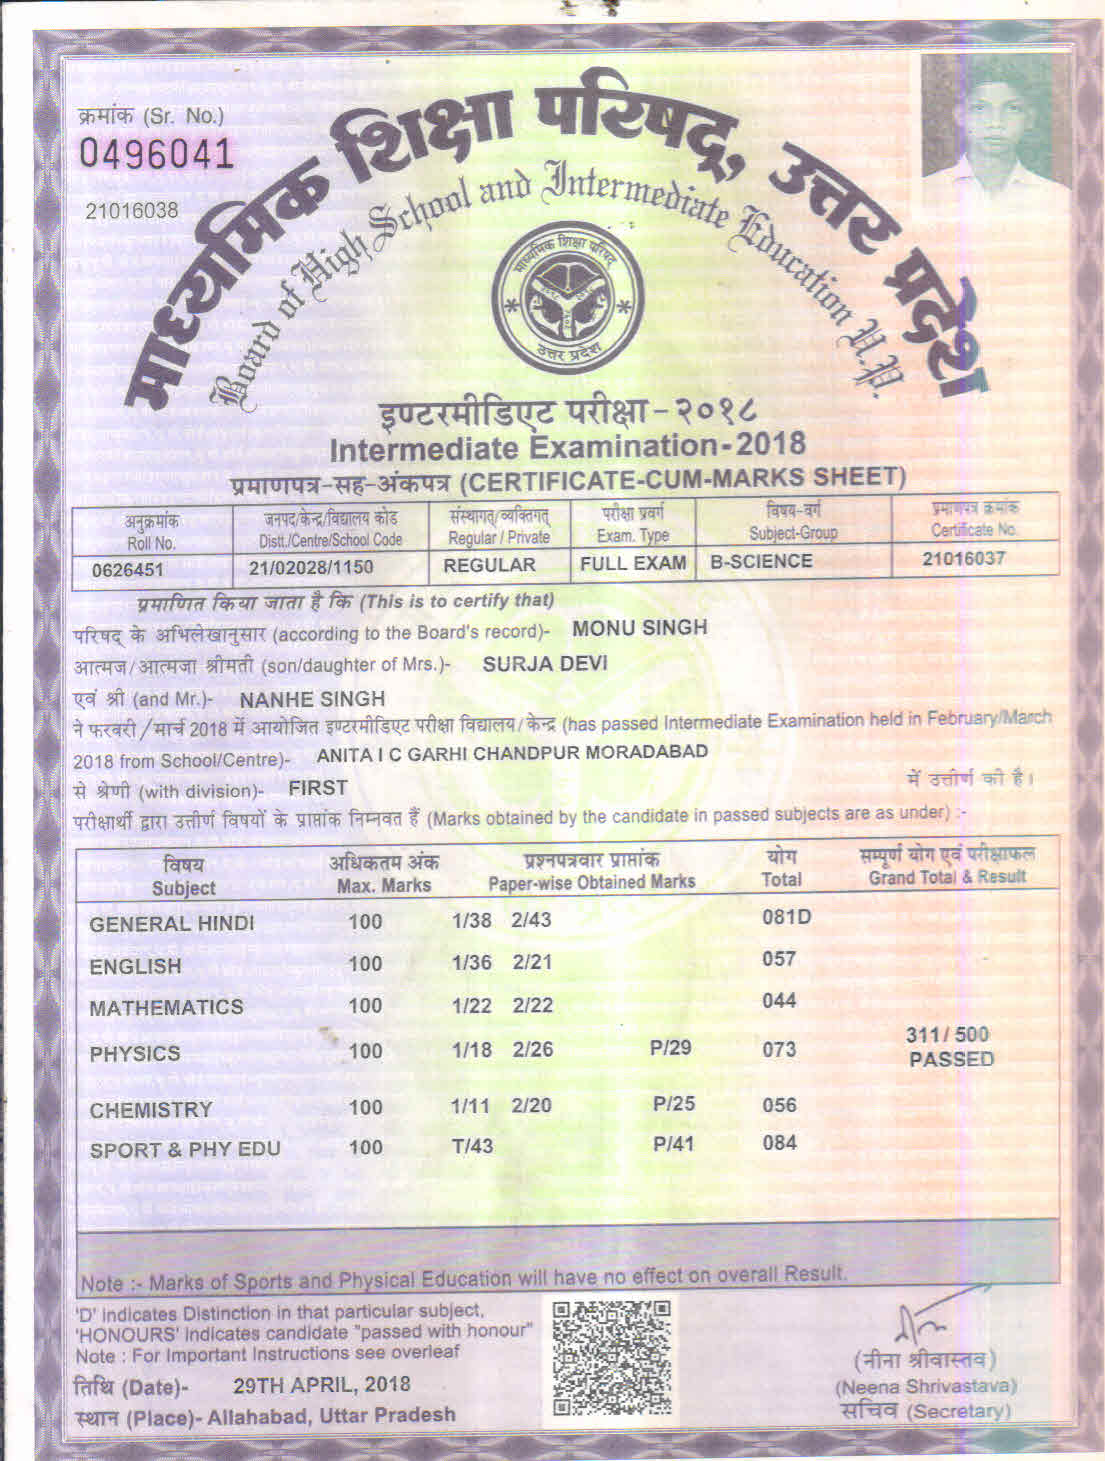 क्रमांक (Sr. No.)
0496041
21016038
माध्यमिक शिक्षा परिषद्, उत्तर प्रदेश
Board of High School and Intermediate Education U.P.
माध्यमिक शिक्षा परिषद्
उत्तर प्रदेश
इण्टरमीडिएट परीक्षा-२०१८
Intermediate Examination-2018
प्रमाणपत्र-सह-अंकपत्र (CERTIFICATE-CUM-MARKS SHEET)
अनुक्रमांक जनपद/केन्द्र/विद्यालय कोड संस्थागत्/व्यक्तिगत् परीक्षा प्रवर्ग विषय-वर्ग प्रमाणपत्र क्रमांक
Roll No. Distt./Centre/School Code Regular / Private Exam. Type Subject-Group Certificate No.
0626451 21/02028/1150 REGULAR FULL EXAM B-SCIENCE 21016037
प्रमाणित किया जाता है कि (This is to certify that)
परिषद् के अभिलेखानुसार (according to the Board's record)- MONU SINGH
आत्मज/आत्मजा श्रीमती (son/daughter of Mrs.)- SURJA DEVI
एवं श्री (and Mr.)- NANHE SINGH
ने फरवरी/मार्च 2018 में आयोजित इण्टरमीडिएट परीक्षा विद्यालय/केन्द्र (has passed Intermediate Examination held in February/March
2018 from School/Centre)- ANITA I C GARHI CHANDPUR MORADABAD
से श्रेणी (with division)- FIRST में उत्तीर्ण की है।
परीक्षार्थी द्वारा उत्तीर्ण विषयों के प्राप्तांक निम्नवत हैं (Marks obtained by the candidate in passed subjects are as under) :-
विषय अधिकतम अंक प्रश्नपत्रवार प्राप्तांक योग सम्पूर्ण योग एवं परीक्षाफल
Subject Max. Marks Paper-wise Obtained Marks Total Grand Total & Result
GENERAL HINDI 100 1/38 2/43 081D
ENGLISH 100 1/36 2/21 057
MATHEMATICS 100 1/22 2/22 044
PHYSICS 100 1/18 2/26 P/29 073 311/500
PASSED
CHEMISTRY 100 1/11 2/20 P/25 056
SPORT & PHY EDU 100 T/43 P/41 084
Note :- Marks of Sports and Physical Education will have no effect on overall Result.
'D' Indicates Distinction in that particular subject,
'HONOURS' Indicates candidate "passed with honour"
Note : For Important Instructions see overleaf
तिथि (Date)- 29TH APRIL, 2018
स्थान (Place)- Allahabad, Uttar Pradesh
(नीना श्रीवास्तव)
(Neena Shrivastava)
सचिव (Secretary)